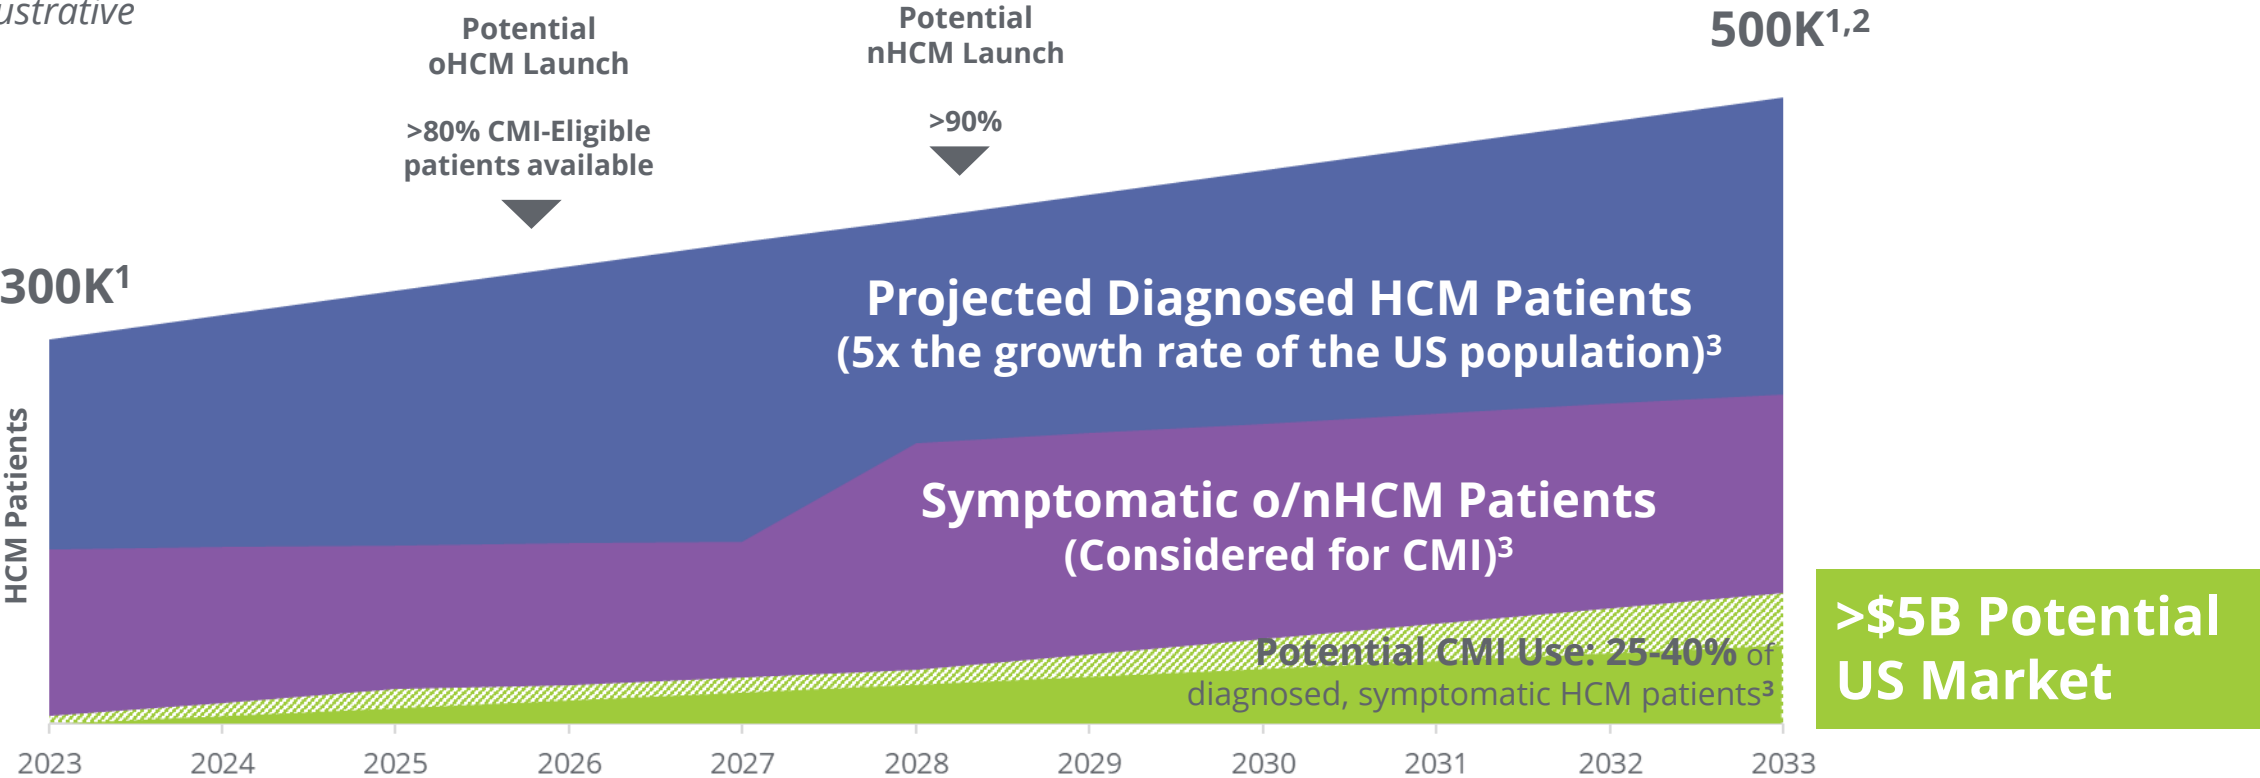 ustrative
Potential
oHCM Launch
>80% CMI-Eligible
patients available
Potential
nHCM Launch
>90%
500K1,2
300K1
HCM Patients
Projected Diagnosed HCM Patients
(5x the growth rate of the US population)3
Symptomatic o/nHCM Patients
(Considered for CMI)3
Potential CMI Use: 25-40% of
diagnosed, symptomatic HCM patients3
>$5B Potential
US Market
2023 2024 2025 2026 2027 2028 2029 2030 2031 2032 2033